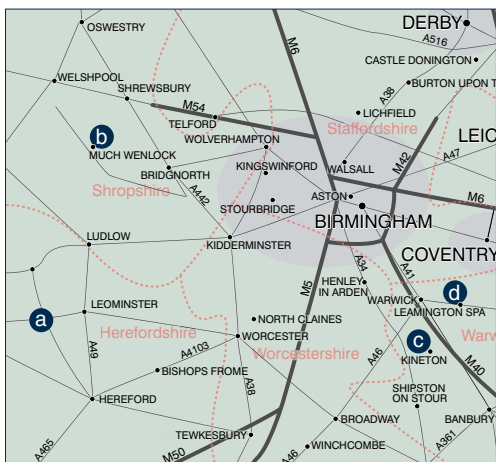 DERBY
OSWESTRY
M6
A516
CASTLE DONINGTON
WELSHPOOL
A38
BURTON UPON T
SHREWSBURY
M54
LICHFIELD
TELFORD
Staffordshire
b
WOLVERHAMPTON
LEIC
MUCH WENLOCK
M42
A47
BRIDGNORTH
KINGSWINFORD
WALSALL
Shropshire
A442
ASTON
M6
STOURBRIDGE
BIRMINGHAM
LUDLOW
KIDDERMINSTER
COVENTRY
A34
A41
M5
HENLEY
IN ARDEN
WARWICK
d
LEAMINGTON SPA
a
LEOMINSTER
NORTH CLAINES
Herefordshire
Warw
WORCESTER
c
A49
A4103
Worcestershire
A46
KINETON
M40
BISHOPS FROME
A38
SHIPSTON
ON STOUR
HEREFORD
BROADWAY
BANBURY
TEWKESBURY
A361
A465
M50
A46
WINCHCOMBE